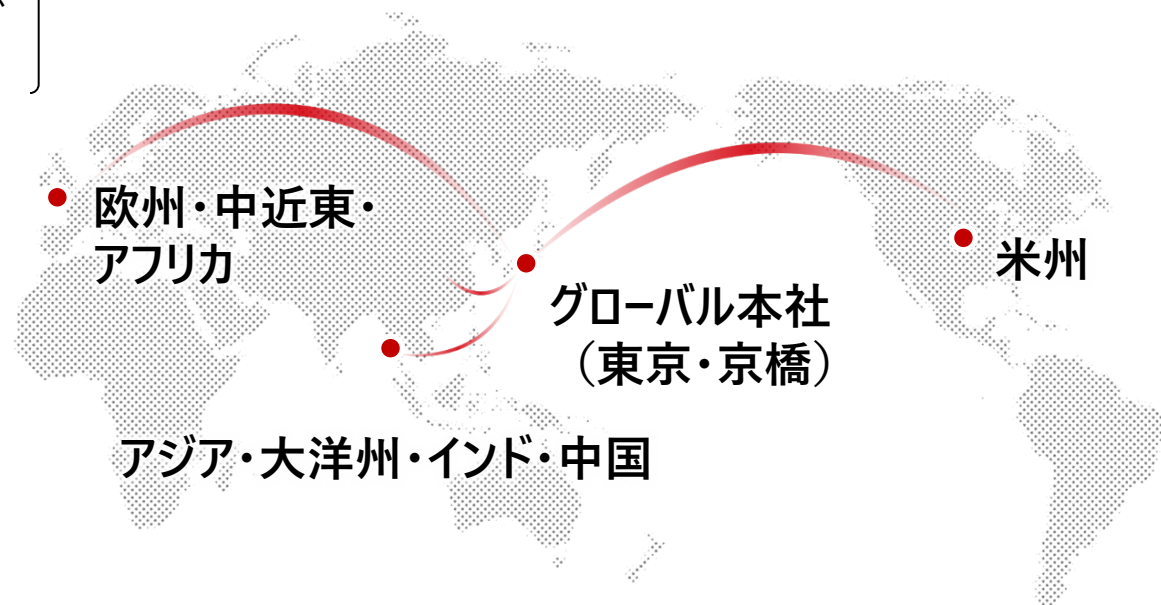 欧州・中近東・
アフリカ
米州
グローバル本社
（東京・京橋）
アジア・大洋州・インド・中国